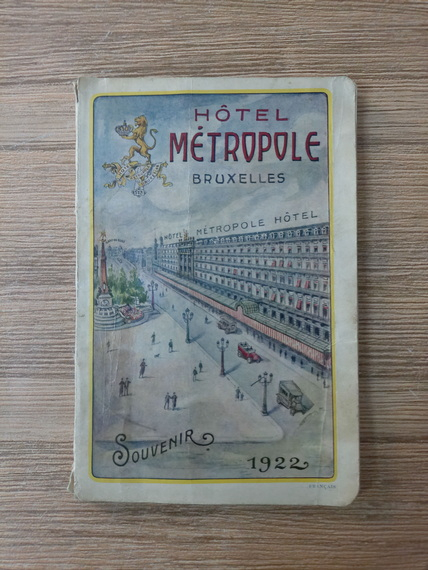 HÔTEL
MÉTROPOLE
BRUXELLES
HÔTEL MÉTROPOLE HÔTEL
SOUVENIR
1922